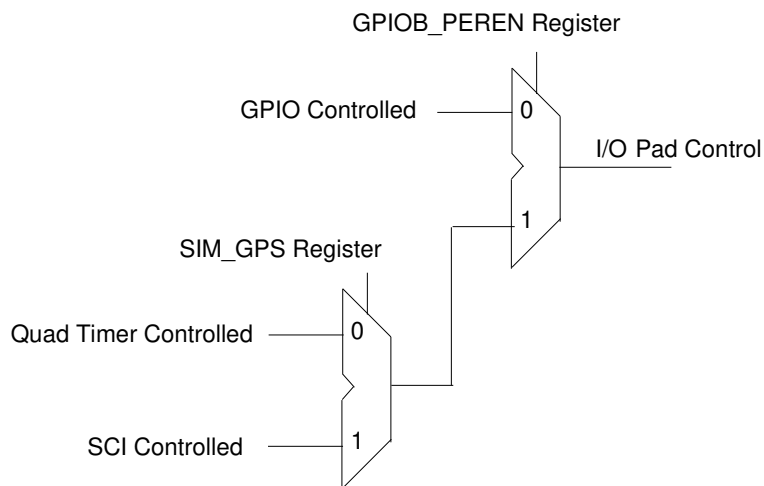 GPIOB_PEREN Register
GPIO Controlled
0
I/O Pad Control
1
SIM_GPS Register
Quad Timer Controlled
0
SCI Controlled
1